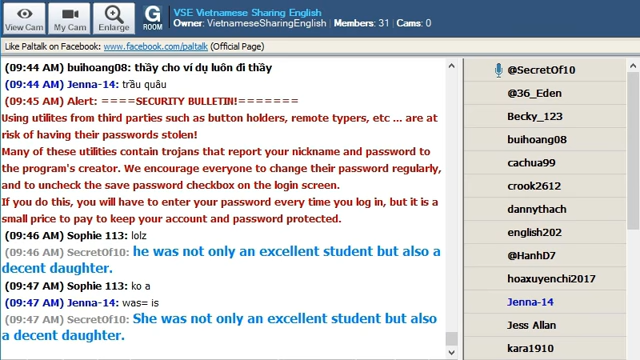 VSE Vietnamese Sharing English
Owner: VietnameseSharingEnglish | Members: 31 | Cams: 0
View Cam
My Cam
Enlarge
G
ROOM
Like Paltalk on Facebook: www.facebook.com/paltalk (Official Page)
(09:44 AM) buihoang08: thầy cho ví dụ luôn đi thầy
(09:44 AM) Jenna-14: trầu quâu
(09:45 AM) Alert: ====SECURITY BULLETIN!=======
Using utilites from third parties such as button holders, remote typers, etc ... are at
risk of having their passwords stolen!
Many of these utilities contain trojans that report your nickname and password to
the program's creator. We encourage everyone to change their password regularly,
and to uncheck the save password checkbox on the login screen.
If you do this, you will have to enter your password every time you log in, but it is a
small price to pay to keep your account and password protected.
(09:46 AM) Sophie 113: lolz
(09:46 AM) SecretOf10: he was not only an excellent student but also a
decent daughter.
(09:47 AM) Sophie 113: ko a
(09:47 AM) Jenna-14: was= is
(09:47 AM) SecretOf10: She was not only an excellent student but also
a decent daughter.
@SecretOf10
@36_Eden
Becky_123
buihoang08
cachua99
crook2612
dannythach
english202
@HanhD7
hoaxuyenchi2017
Jenna-14
Jess Allan
kara1910